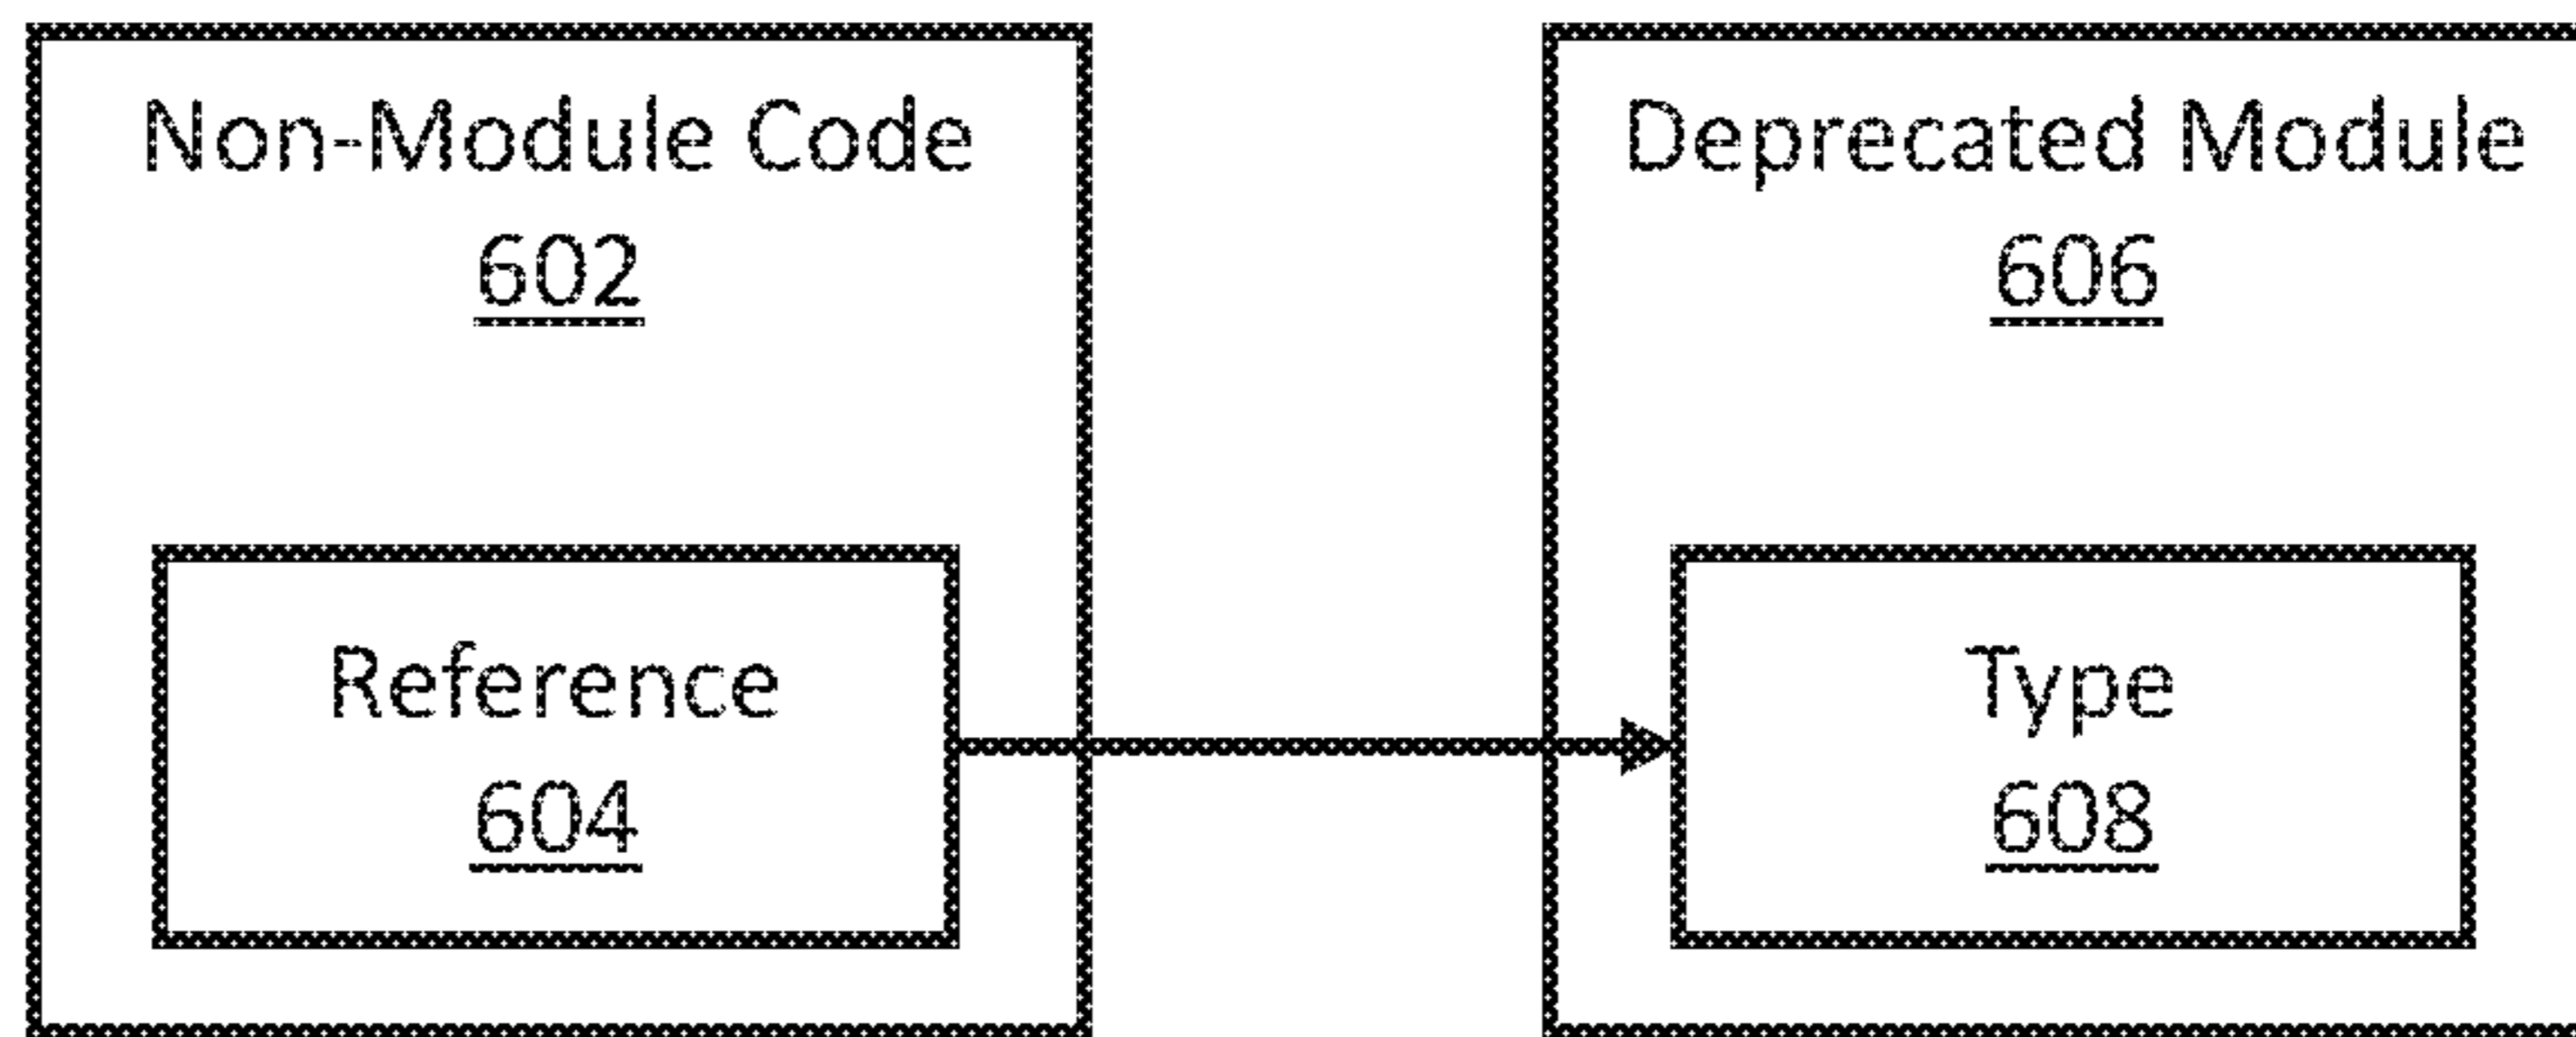 Non-Module Code
602
Reference
604
Deprecated Module
606
Type
608